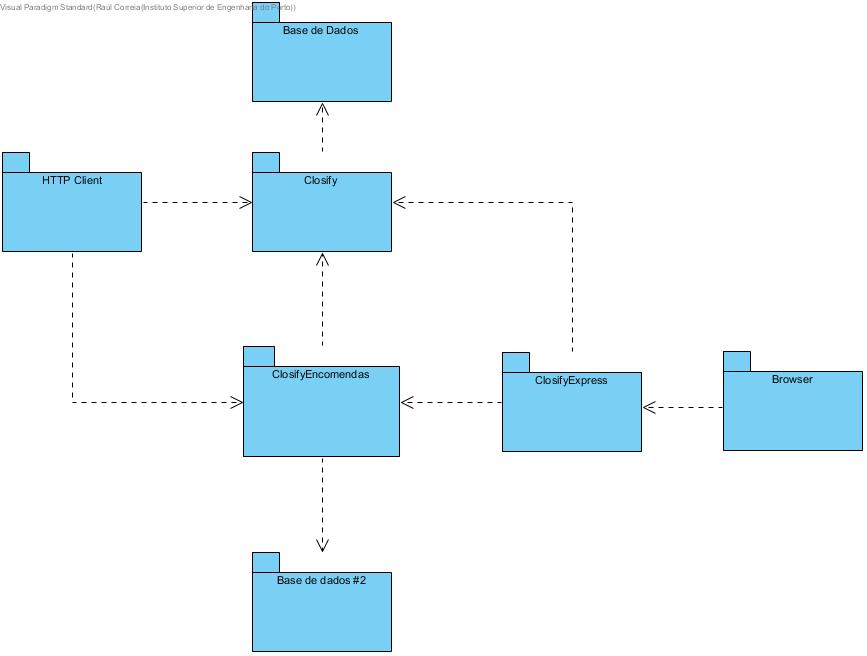 Visual Paradigm Standard(Raúl Correia(Instituto Superior de Engenharia do Porto))
Base de Dados
HTTP Client
Closify
ClosifyEncomendas
ClosifyExpress
Browser
Base de dados #2